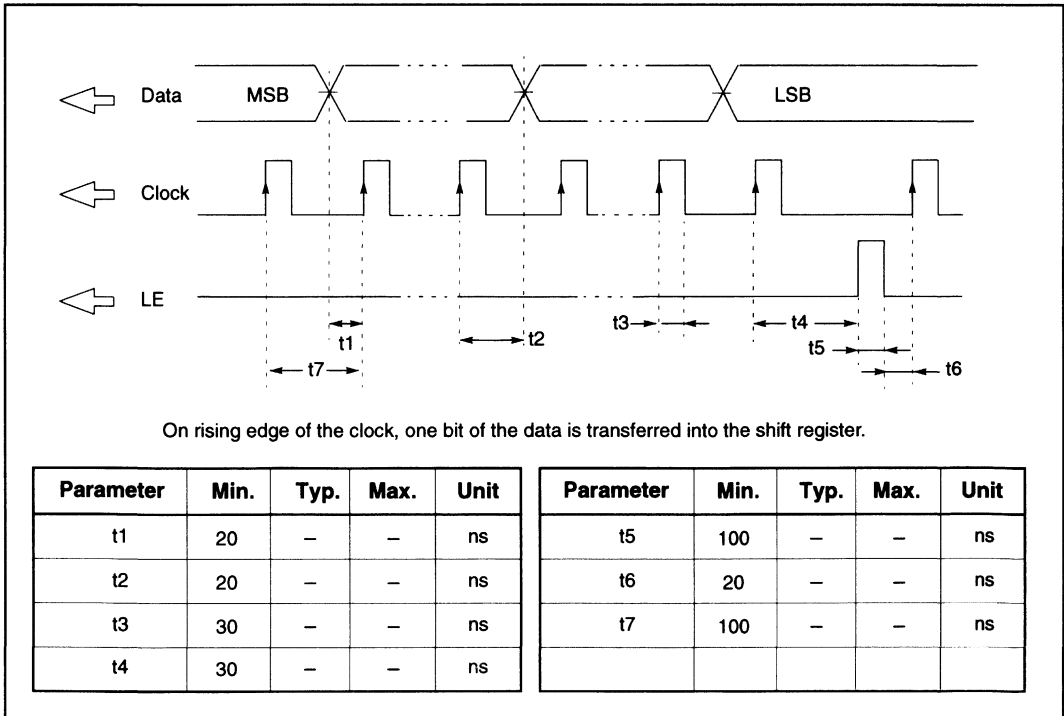 Data
MSB
LSB
Clock
LE
t1
t2
t3
t4
t5
t6
t7
On rising edge of the clock, one bit of the data is transferred into the shift register.
Parameter Min. Typ. Max. Unit
t1 20 – – ns
t2 20 – – ns
t3 30 – – ns
t4 30 – – ns
Parameter Min. Typ. Max. Unit
t5 100 – – ns
t6 20 – – ns
t7 100 – – ns